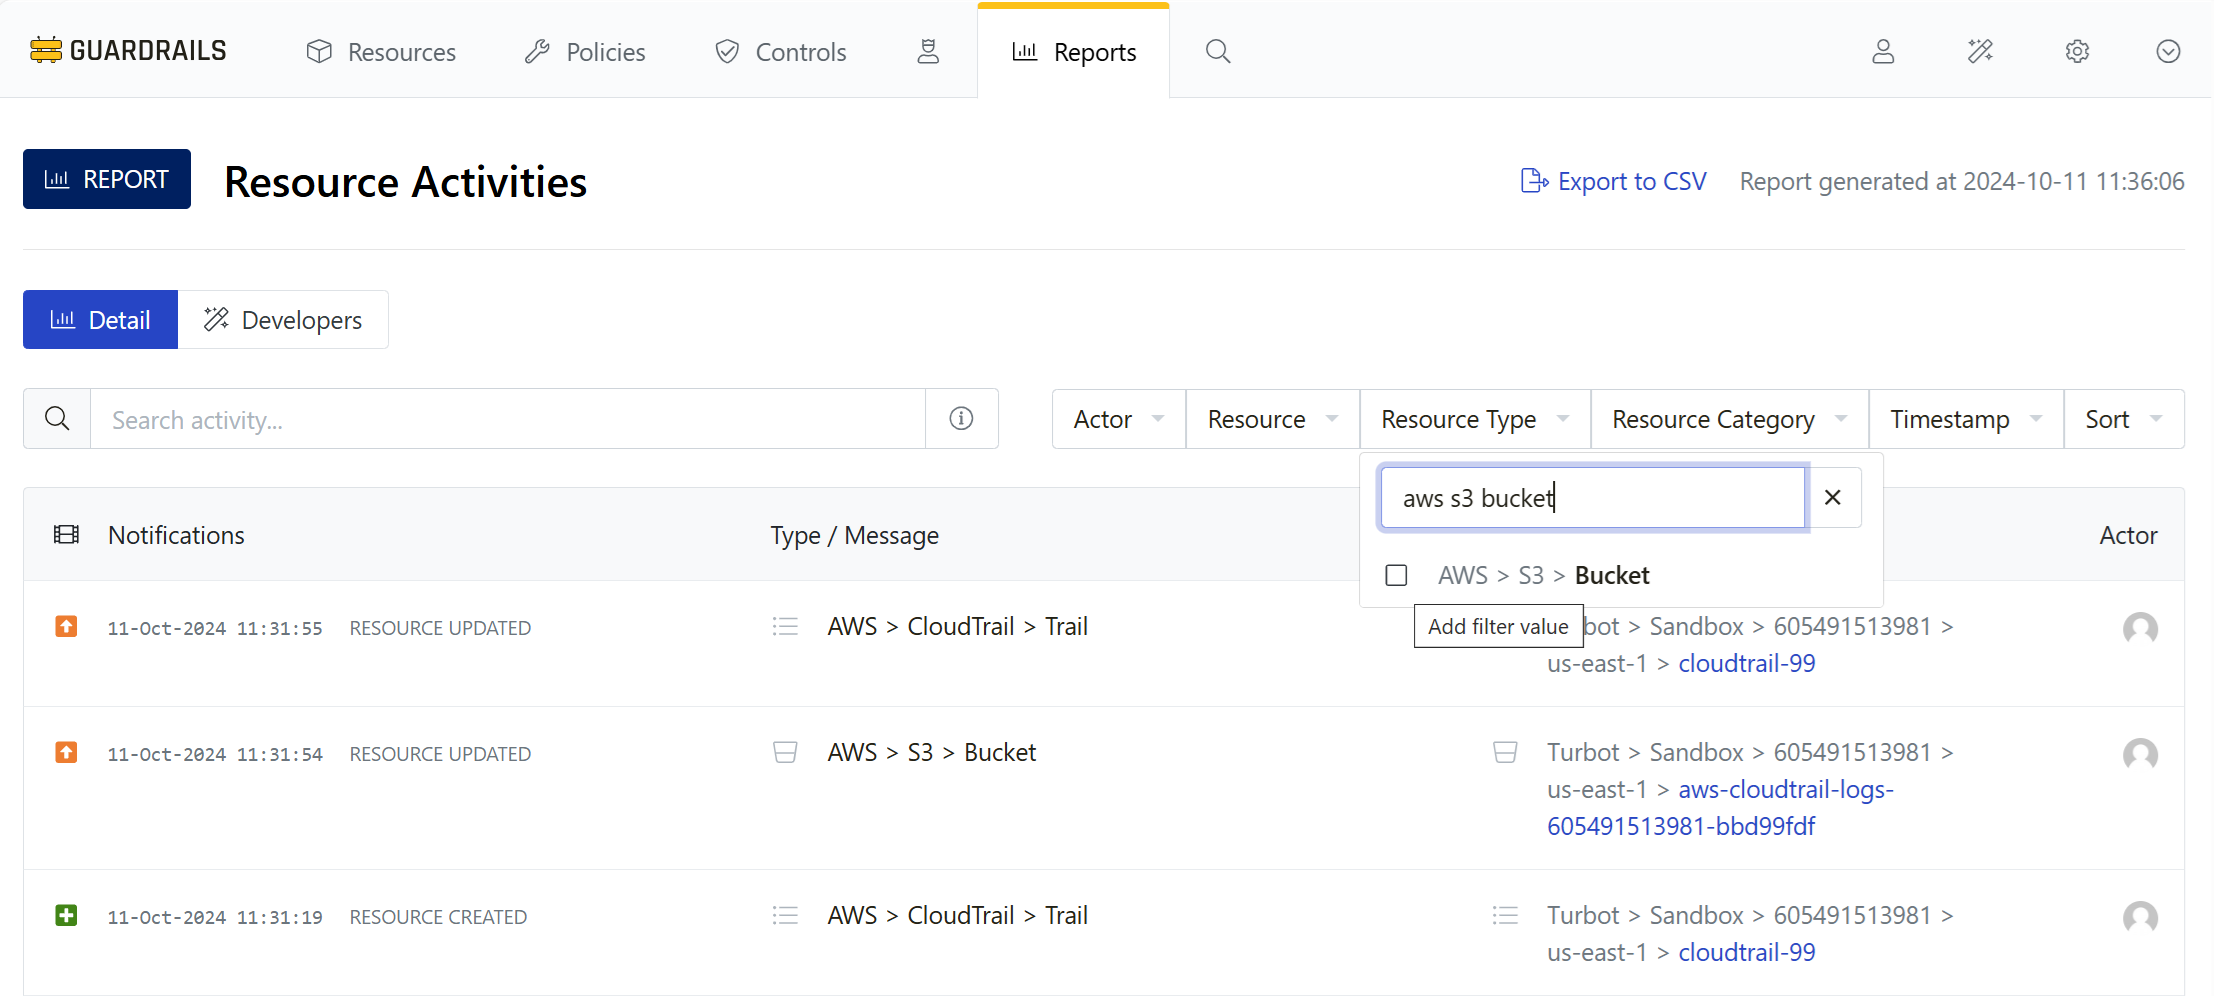 GUARDRAILS Resources Policies Controls Reports
REPORT Resource Activities Export to CSV Report generated at 2024-10-11 11:36:06
Detail Developers
Search activity... Actor Resource Resource Type Resource Category Timestamp Sort
aws s3 bucket
Notifications Type / Message Actor
AWS > S3 > Bucket
Add filter value
11-Oct-2024 11:31:55 RESOURCE UPDATED AWS > CloudTrail > Trail bot > Sandbox > 605491513981 >
us-east-1 > cloudtrail-99
11-Oct-2024 11:31:54 RESOURCE UPDATED AWS > S3 > Bucket Turbot > Sandbox > 605491513981 >
us-east-1 > aws-cloudtrail-logs-
605491513981-bbd99fdf
11-Oct-2024 11:31:19 RESOURCE CREATED AWS > CloudTrail > Trail Turbot > Sandbox > 605491513981 >
us-east-1 > cloudtrail-99